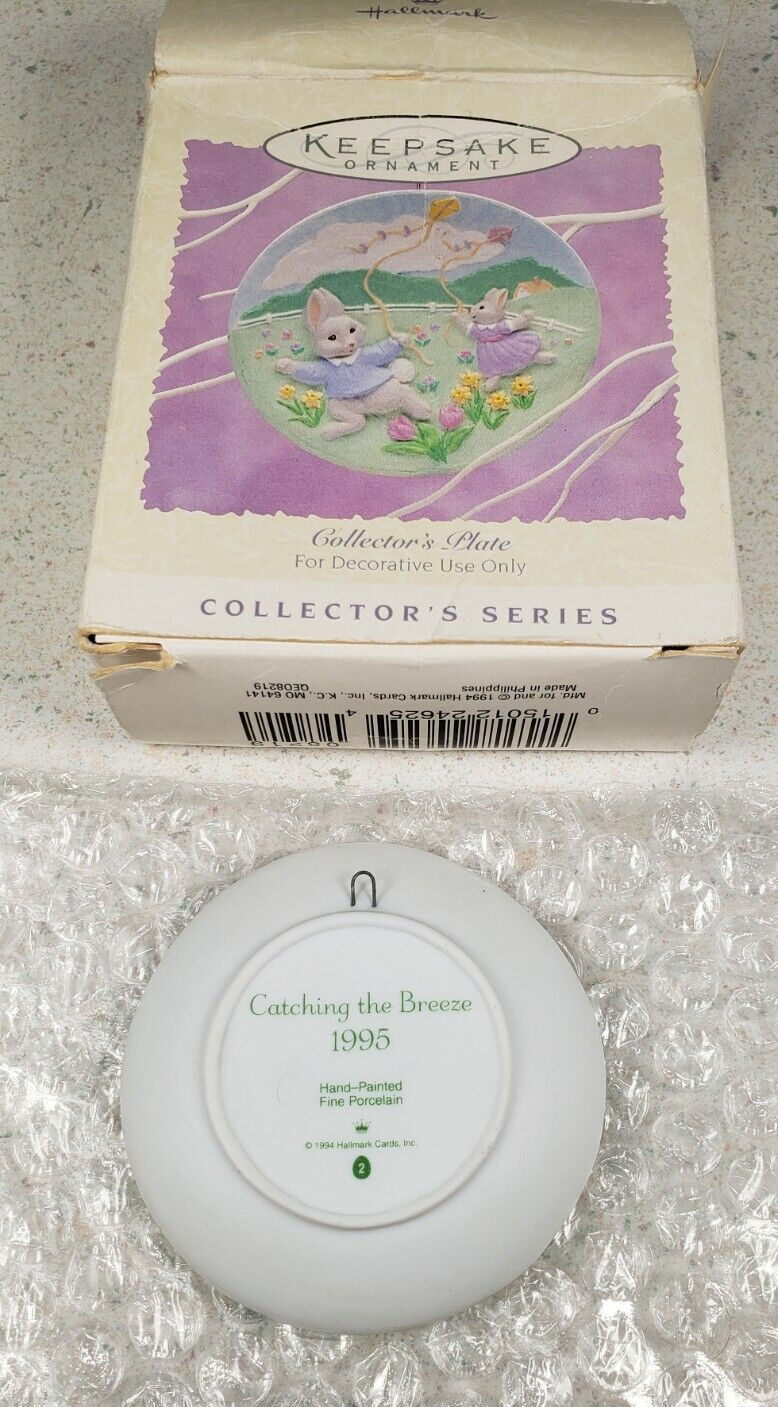 Hallmark
KEEPSAKE
ORNAMENT
Collector's Plate
For Decorative Use Only
COLLECTOR'S SERIES
Mfd. for and © 1994 Hallmark Cards, Inc., K.C., MO 64141
Made in Philippines QEO8219
0 15012 22462 4
Catching the Breeze
1995
Hand-Painted
Fine Porcelain
© 1994 Hallmark Cards, Inc.
2